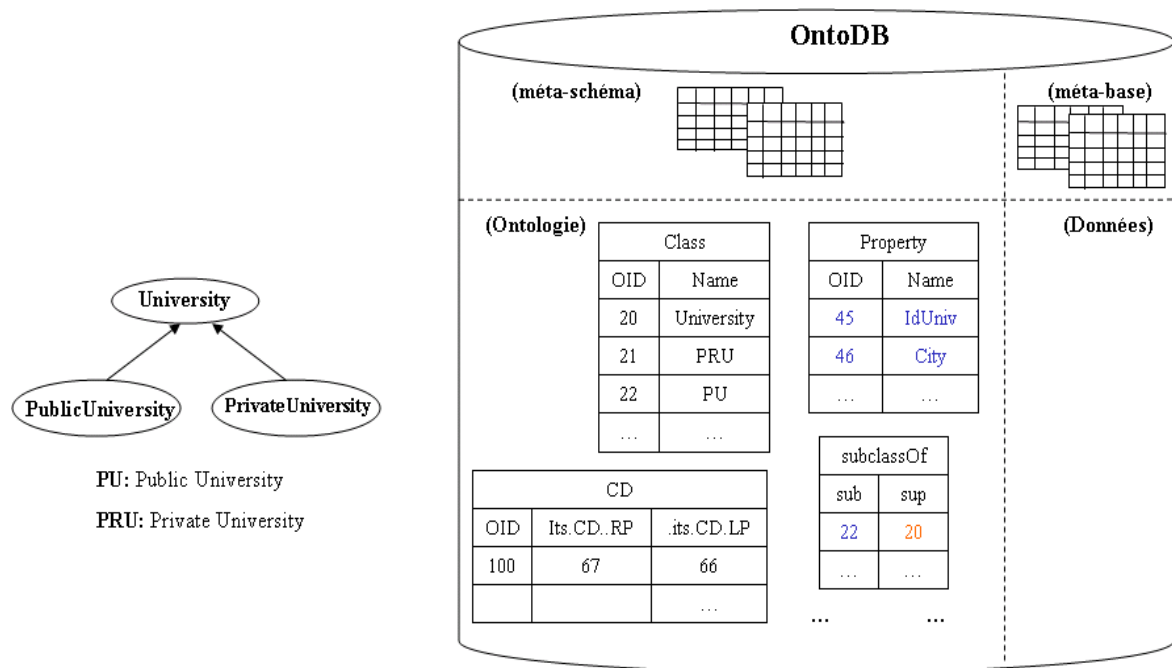 OntoDB
(méta-schéma)
(méta-base)
(Ontologie)
(Données)
Class
OID Name
20 University
21 PRU
22 PU
... ...
Property
OID Name
45 IdUniv
46 City
... ...
University
PublicUniversity
PrivateUniversity
PU: Public University
PRU: Private University
CD
OID Its.CD..RP .its.CD.LP
100 67 66
...
subclassOf
sub sup
22 20
... ...
... ...